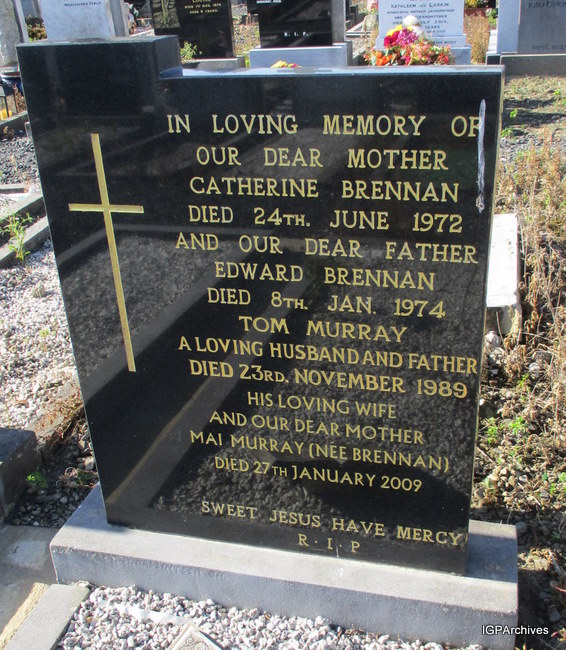 IN LOVING MEMORY OF
OUR DEAR MOTHER
CATHERINE BRENNAN
DIED 24TH. JUNE 1972
AND OUR DEAR FATHER
EDWARD BRENNAN
DIED 8TH. JAN. 1974
TOM MURRAY
A LOVING HUSBAND AND FATHER
DIED 23RD. NOVEMBER 1989
HIS LOVING WIFE
AND OUR DEAR MOTHER
MAI MURRAY (NÉE BRENNAN)
DIED 27TH JANUARY 2009
SWEET JESUS HAVE MERCY
R.I.P
IGPArchives